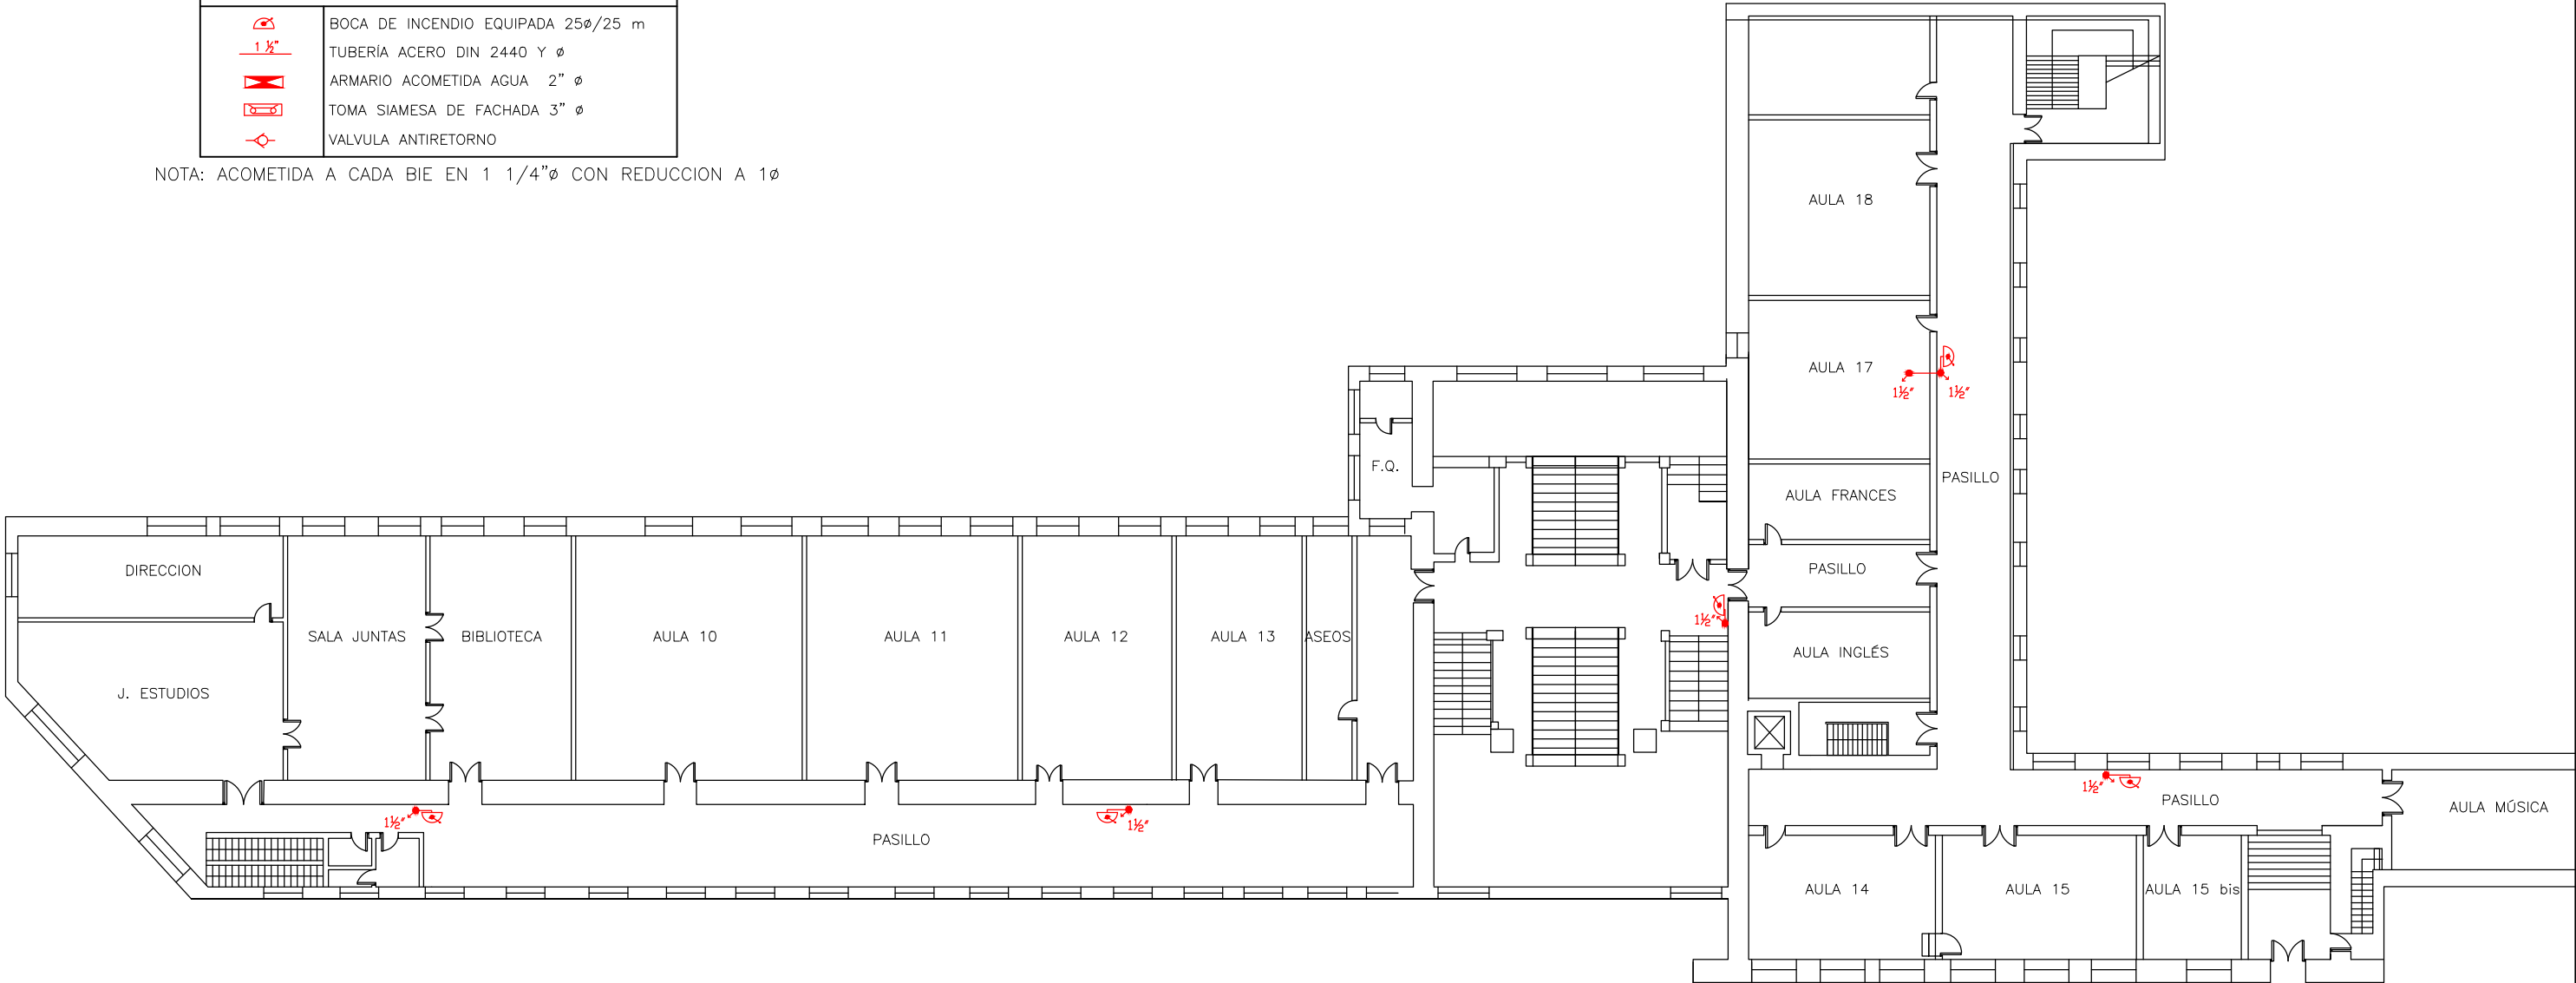 BOCA DE INCENDIO EQUIPADA 25ø/25 m
1 ½"
TUBERÍA ACERO DIN 2440 Y ø
ARMARIO ACOMETIDA AGUA 2" ø
TOMA SIAMESA DE FACHADA 3" ø
VALVULA ANTIRETORNO
NOTA: ACOMETIDA A CADA BIE EN 1 1/4"ø CON REDUCCION A 1ø
AULA 18
AULA 17
1½"
1½"
F.Q.
PASILLO
AULA FRANCES
DIRECCION
PASILLO
SALA JUNTAS
BIBLIOTECA
AULA 10
AULA 11
AULA 12
AULA 13
ASEOS
1½"
AULA INGLÉS
J. ESTUDIOS
1½"
PASILLO
AULA MÚSICA
1½"
1½"
PASILLO
AULA 14
AULA 15
AULA 15 bis